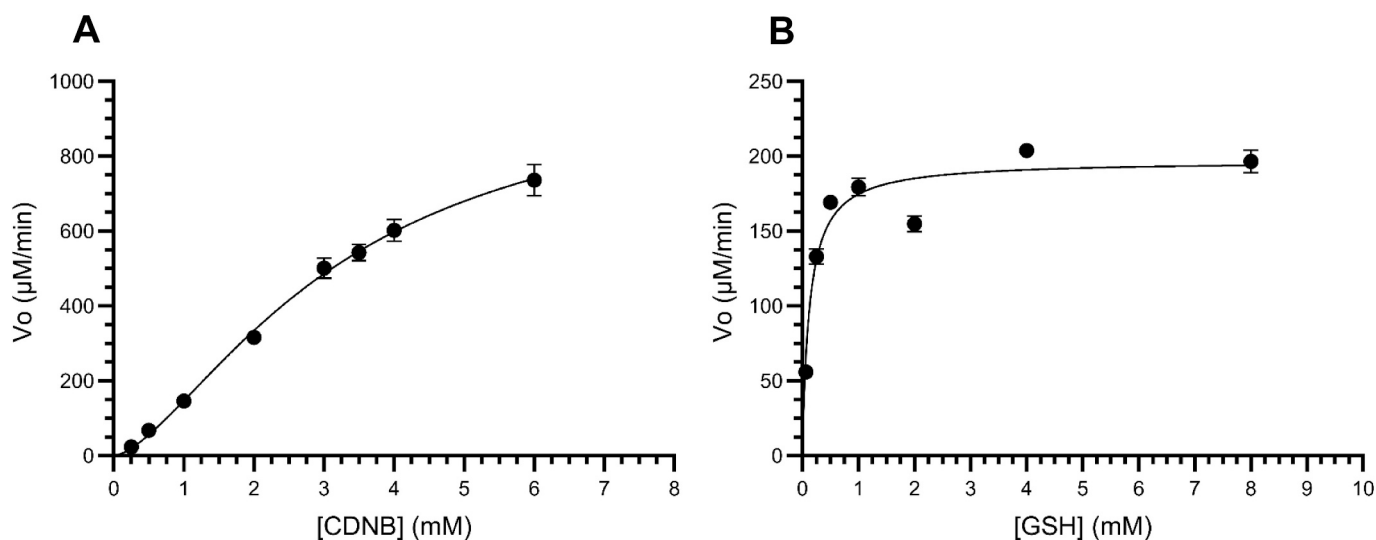 A
1000
800
600
400
200
0
Vo (μM/min)
0 1 2 3 4 5 6 7 8
[CDNB] (mM)
B
250
200
150
100
50
0
Vo (μM/min)
0 1 2 3 4 5 6 7 8 9 10
[GSH] (mM)